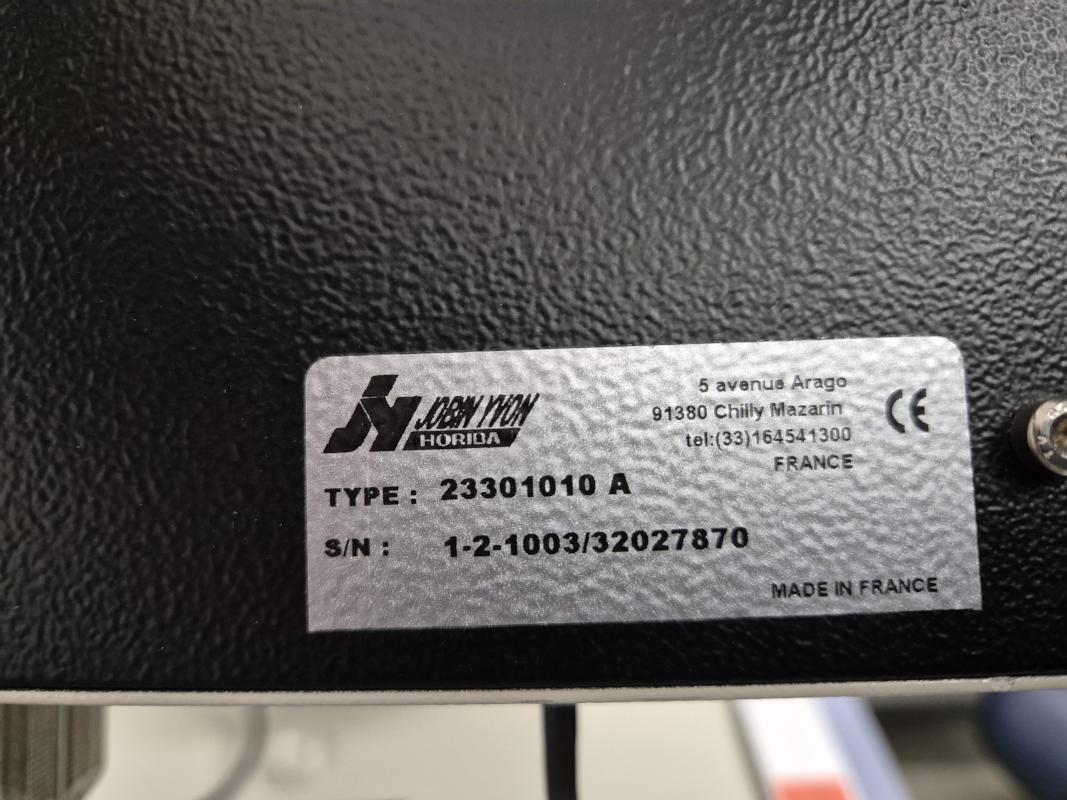 JY JOBIN YVON
HORIBA
5 avenue Arago
91380 Chilly Mazarin
tel:(33)164541300
FRANCE
CE
TYPE : 23301010 A
S/N : 1-2-1003/32027870
MADE IN FRANCE